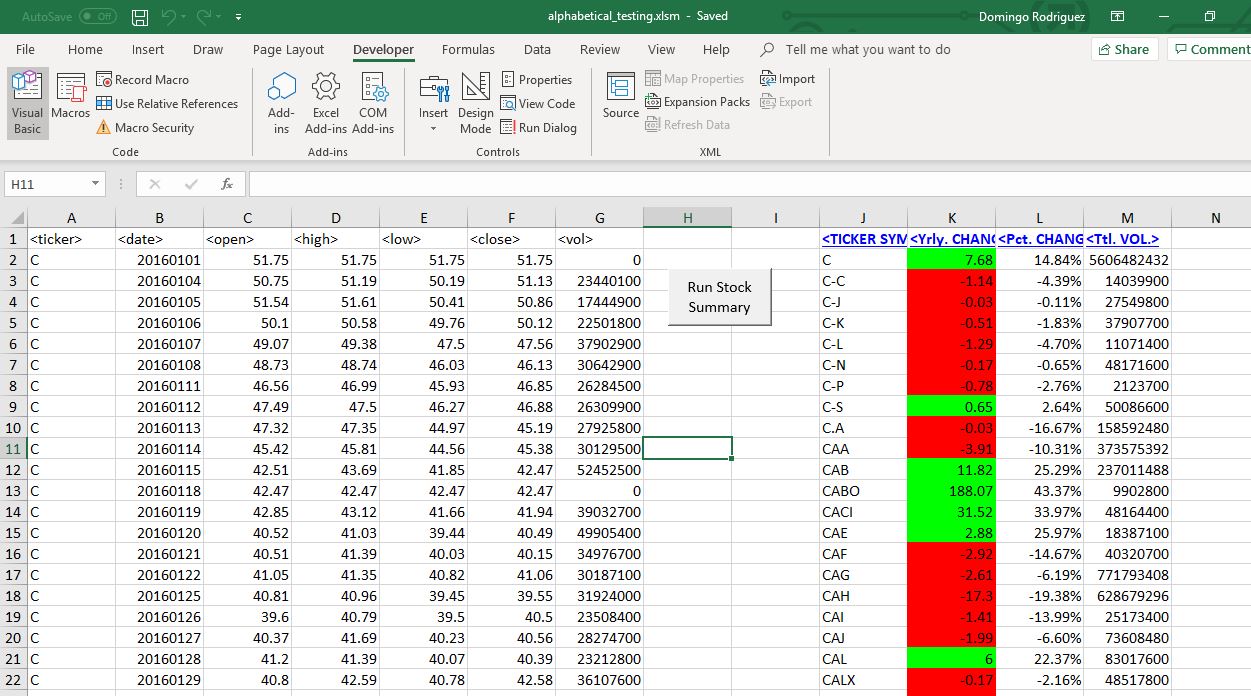 AutoSave Off alphabetical_testing.xlsm - Saved Domingo Rodriguez
File Home Insert Draw Page Layout Developer Formulas Data Review View Help Tell me what you want to do Share Comment
Visual Basic
Macros
Record Macro
Use Relative References
Macro Security
Code
Add-ins
Excel Add-ins
COM Add-ins
Add-ins
Insert
Design Mode
Properties
View Code
Run Dialog
Controls
Source
Map Properties
Expansion Packs
Refresh Data
Import
Export
XML
H11 fx
A B C D E F G H I J K L M N
1 <ticker> <date> <open> <high> <low> <close> <vol> <TICKER SYM <Yrly. CHANG <Pct. CHANG <Ttl. VOL.>
2 C 20160101 51.75 51.75 51.75 51.75 0 C 7.68 14.84% 5606482432
3 C 20160104 50.75 51.19 50.19 51.13 23440100 C-C -1.14 -4.39% 14039900
4 C 20160105 51.54 51.61 50.41 50.86 17444900 C-J -0.03 -0.11% 27549800
5 C 20160106 50.1 50.58 49.76 50.12 22501800 C-K -0.51 -1.83% 37907700
6 C 20160107 49.07 49.38 47.5 47.56 37902900 C-L -1.29 -4.70% 11071400
7 C 20160108 48.73 48.74 46.03 46.13 30642900 C-N -0.17 -0.65% 48171600
8 C 20160111 46.56 46.99 45.93 46.85 26284500 C-P -0.78 -2.76% 2123700
9 C 20160112 47.49 47.5 46.27 46.88 26309900 C-S 0.65 2.64% 50086600
10 C 20160113 47.32 47.35 44.97 45.19 27925800 C.A -0.03 -16.67% 158592480
11 C 20160114 45.42 45.81 44.56 45.38 30129500 CAA -3.91 -10.31% 373575392
12 C 20160115 42.51 43.69 41.85 42.47 52452500 CAB 11.82 25.29% 237011488
13 C 20160118 42.47 42.47 42.47 42.47 0 CABO 188.07 43.37% 9902800
14 C 20160119 42.85 43.12 41.66 41.94 39032700 CACI 31.52 33.97% 48164400
15 C 20160120 40.52 41.03 39.44 40.49 49905400 CAE 2.88 25.97% 18387100
16 C 20160121 40.51 41.39 40.03 40.15 34976700 CAF -2.92 -14.67% 40320700
17 C 20160122 41.05 41.35 40.82 41.06 30187100 CAG -2.61 -6.19% 771793408
18 C 20160125 40.81 40.96 39.45 39.55 31924000 CAH -17.3 -19.38% 628679296
19 C 20160126 39.6 40.79 39.5 40.5 23508400 CAI -1.41 -13.99% 25173400
20 C 20160127 40.37 41.69 40.23 40.56 28274700 CAJ -1.99 -6.60% 73608480
21 C 20160128 41.2 41.39 40.07 40.39 23212800 CAL 6 22.37% 83017600
22 C 20160129 40.8 42.59 40.78 42.58 36107600 CALX -0.17 -2.16% 48517800
Run Stock
Summary